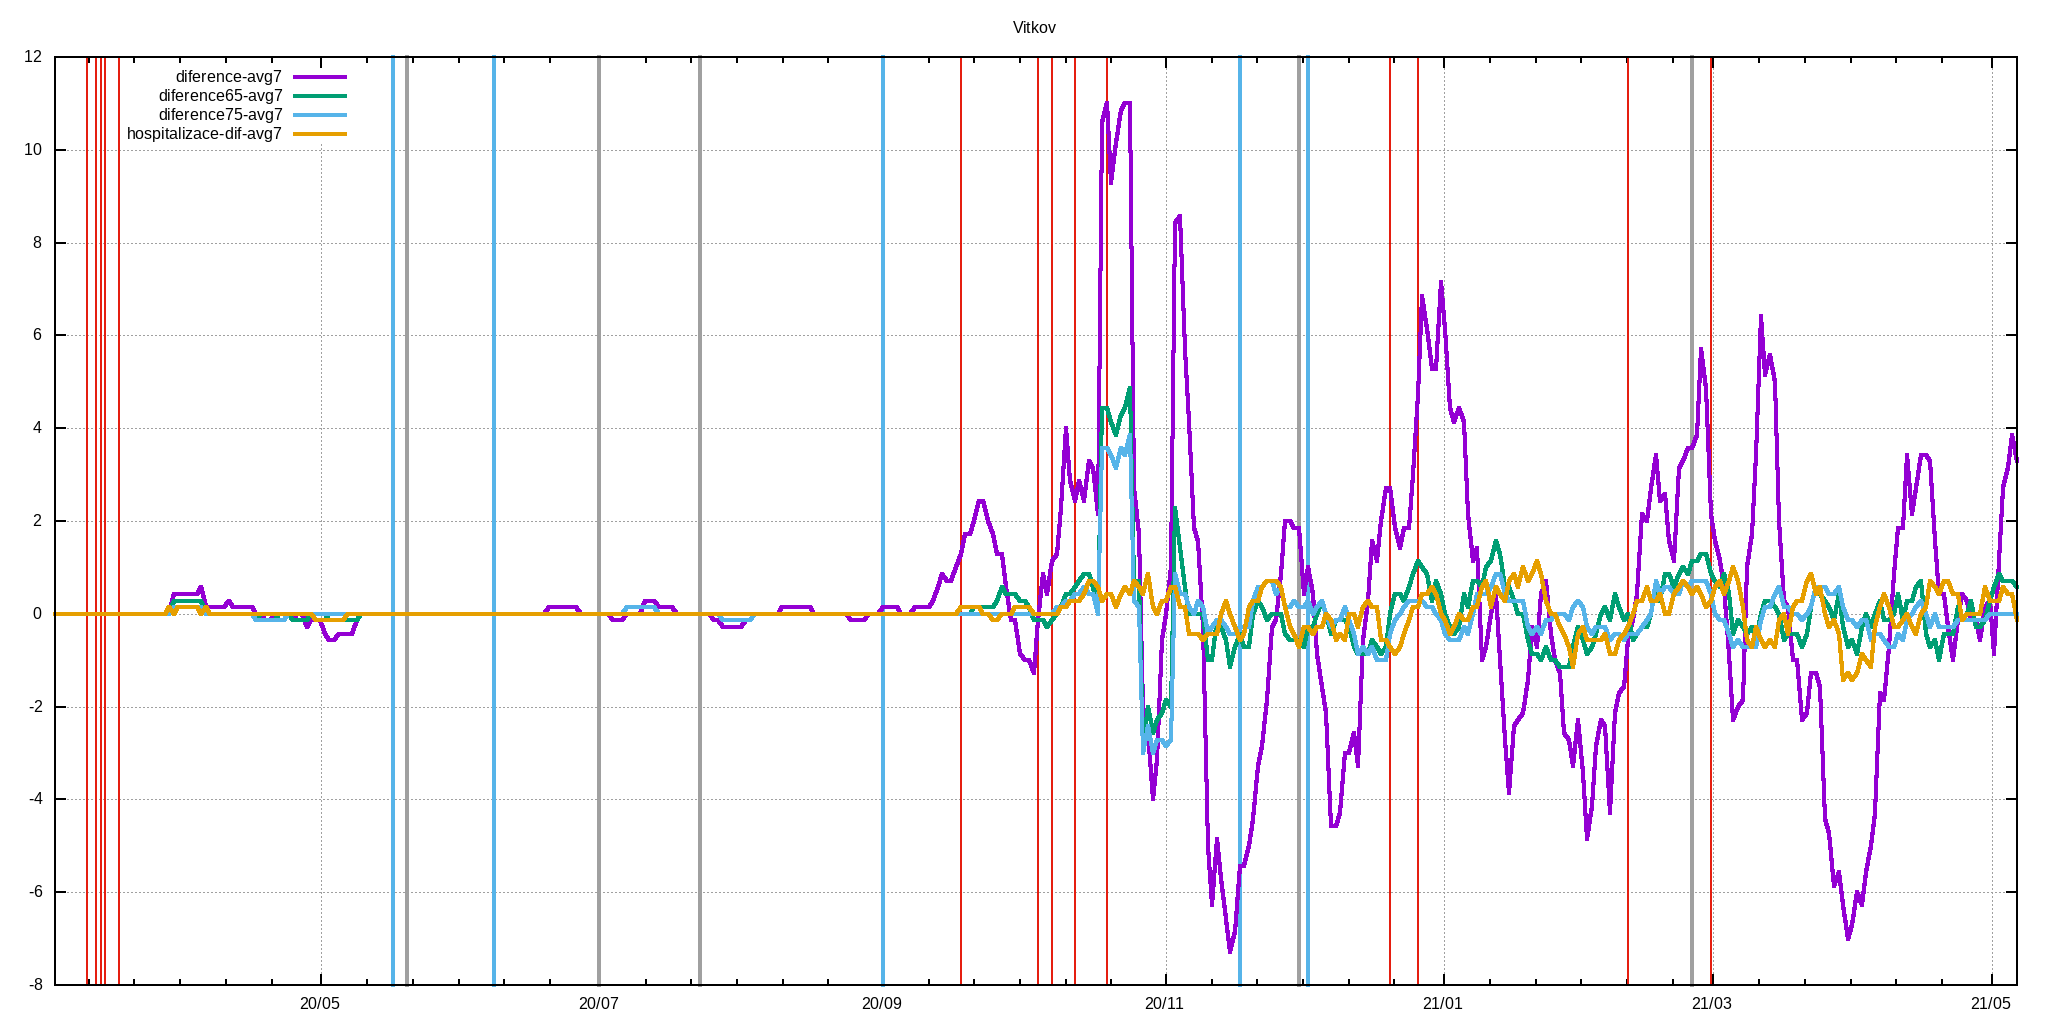 Vitkov
diference-avg7
diference65-avg7
diference75-avg7
hospitalizace-dif-avg7
12
10
8
6
4
2
0
-2
-4
-6
-8
20/05 20/07 20/09 20/11 21/01 21/03 21/05